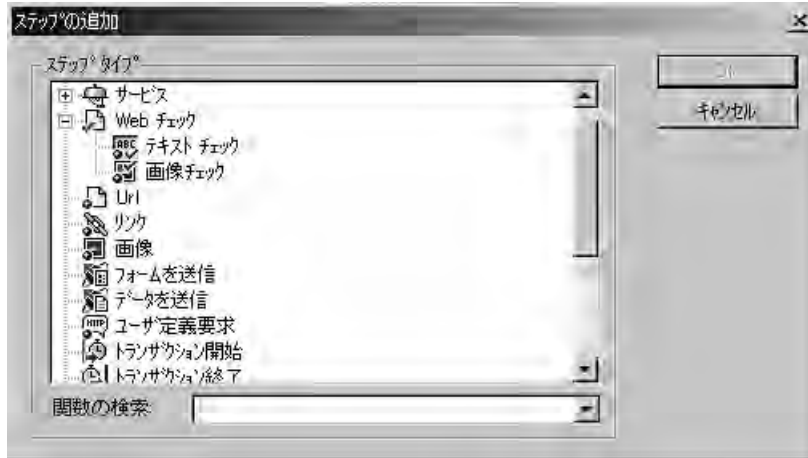 ステップの追加
ステップ タイプ
サービス
Web チェック
テキスト チェック
画像チェック
Url
リンク
画像
フォームを送信
データを送信
ユーザ定義要求
トランザクション開始
トランザクション終了
関数の検索:
キャンセル